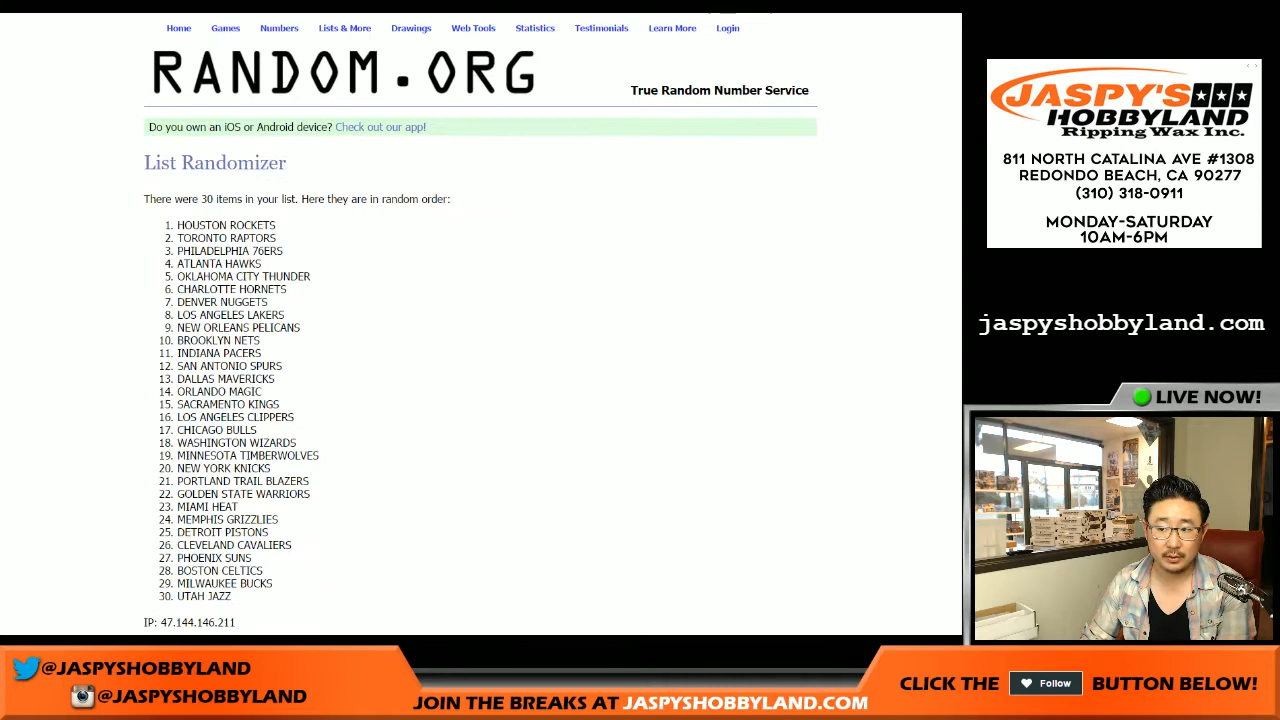 Home Games Numbers Lists & More Drawings Web Tools Statistics Testimonials Learn More Login
RANDOM.ORG
True Random Number Service
Do you own an iOS or Android device? Check out our app!
List Randomizer
There were 30 items in your list. Here they are in random order:
1. HOUSTON ROCKETS
2. TORONTO RAPTORS
3. PHILADELPHIA 76ERS
4. ATLANTA HAWKS
5. OKLAHOMA CITY THUNDER
6. CHARLOTTE HORNETS
7. DENVER NUGGETS
8. LOS ANGELES LAKERS
9. NEW ORLEANS PELICANS
10. BROOKLYN NETS
11. INDIANA PACERS
12. SAN ANTONIO SPURS
13. DALLAS MAVERICKS
14. ORLANDO MAGIC
15. SACRAMENTO KINGS
16. LOS ANGELES CLIPPERS
17. CHICAGO BULLS
18. WASHINGTON WIZARDS
19. MINNESOTA TIMBERWOLVES
20. NEW YORK KNICKS
21. PORTLAND TRAIL BLAZERS
22. GOLDEN STATE WARRIORS
23. MIAMI HEAT
24. MEMPHIS GRIZZLIES
25. DETROIT PISTONS
26. CLEVELAND CAVALIERS
27. PHOENIX SUNS
28. BOSTON CELTICS
29. MILWAUKEE BUCKS
30. UTAH JAZZ
IP: 47.144.146.211
JASPY'S
HOBBYLAND
Ripping Wax Inc.
811 NORTH CATALINA AVE #1308
REDONDO BEACH, CA 90277
(310) 318-0911
MONDAY-SATURDAY
10AM-6PM
jaspyshobbyland.com
LIVE NOW!
@JASPYSHOBBYLAND
@JASPYSHOBBYLAND
JOIN THE BREAKS AT JASPYSHOBBYLAND.COM
CLICK THE Follow BUTTON BELOW!